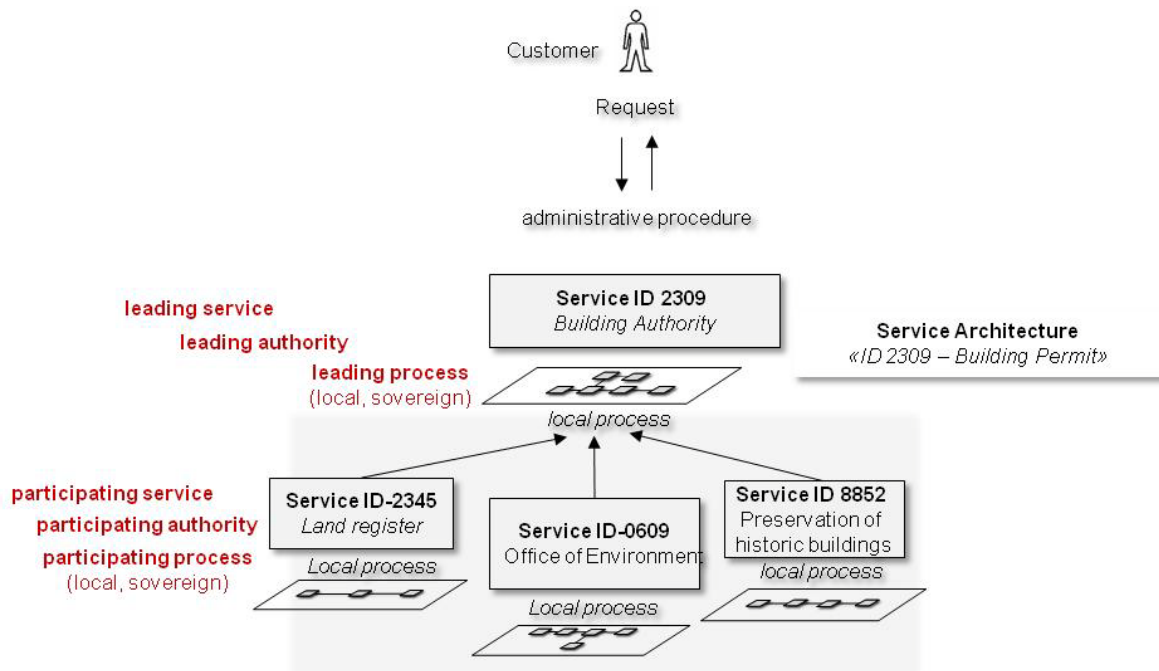 Customer
Request
administrative procedure
leading service
leading authority
leading process
(local, sovereign)
Service ID 2309
Building Authority
local process
Service Architecture
«ID 2309 – Building Permit»
participating service
participating authority
participating process
(local, sovereign)
Service ID-2345
Land register
Local process
Service ID-0609
Office of Environment
Local process
Service ID 8852
Preservation of
historic buildings
local process